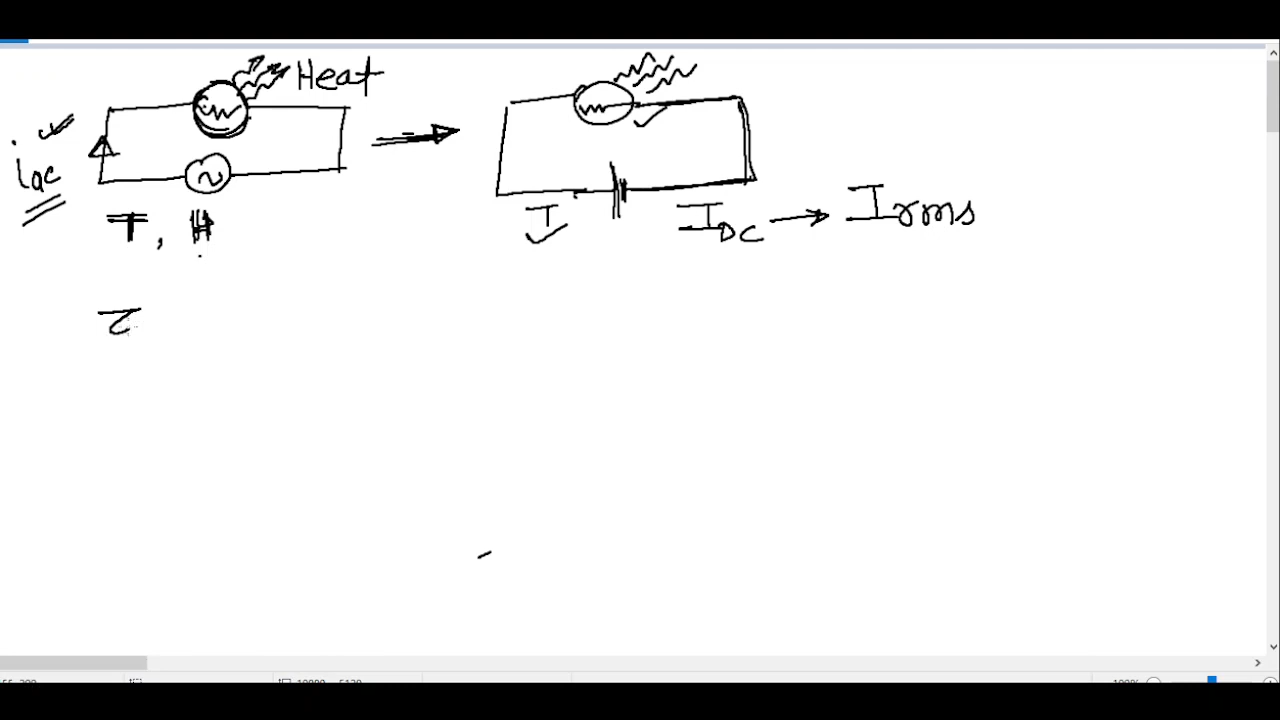 Heat
iac
T, H
I
IDC → Irms